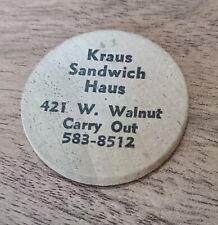 Kraus
Sandwich
Haus
421 W. Walnut
Carry Out
583-8512